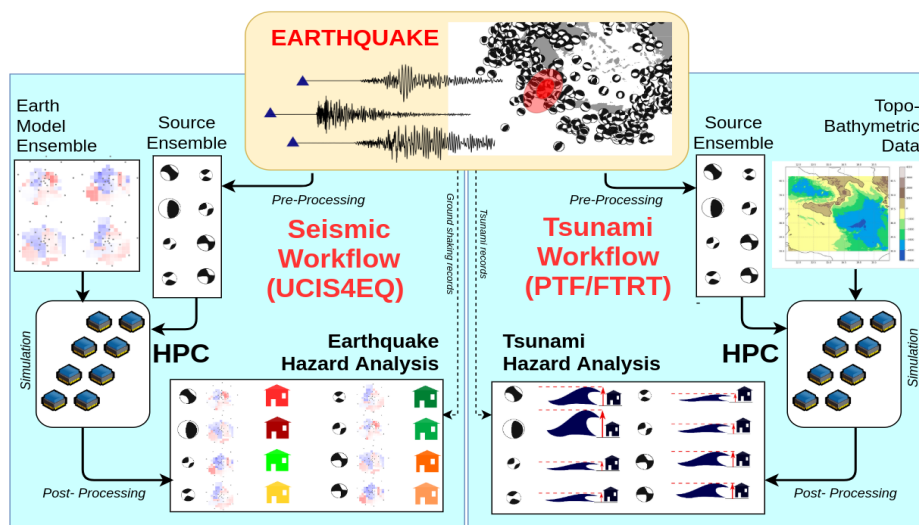 EARTHQUAKE
Earth
Model
Ensemble
Source
Ensemble
Pre-Processing
Seismic
Workflow
(UCIS4EQ)
Ground shaking records
Simulation
HPC
Earthquake
Hazard Analysis
Post- Processing
Source
Ensemble
Topo-
Bathymetric
Data
Pre-Processing
Tsunami
Workflow
(PTF/FTRT)
Tsunami records
HPC
Simulation
Tsunami
Hazard Analysis
Post- Processing